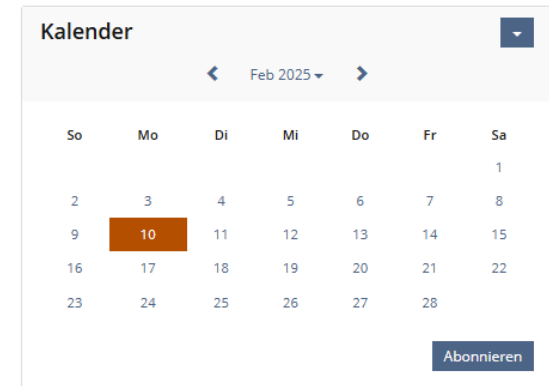 Kalender
Feb 2025
So Mo Di Mi Do Fr Sa
1
2 3 4 5 6 7 8
9 10 11 12 13 14 15
16 17 18 19 20 21 22
23 24 25 26 27 28
Abonnieren